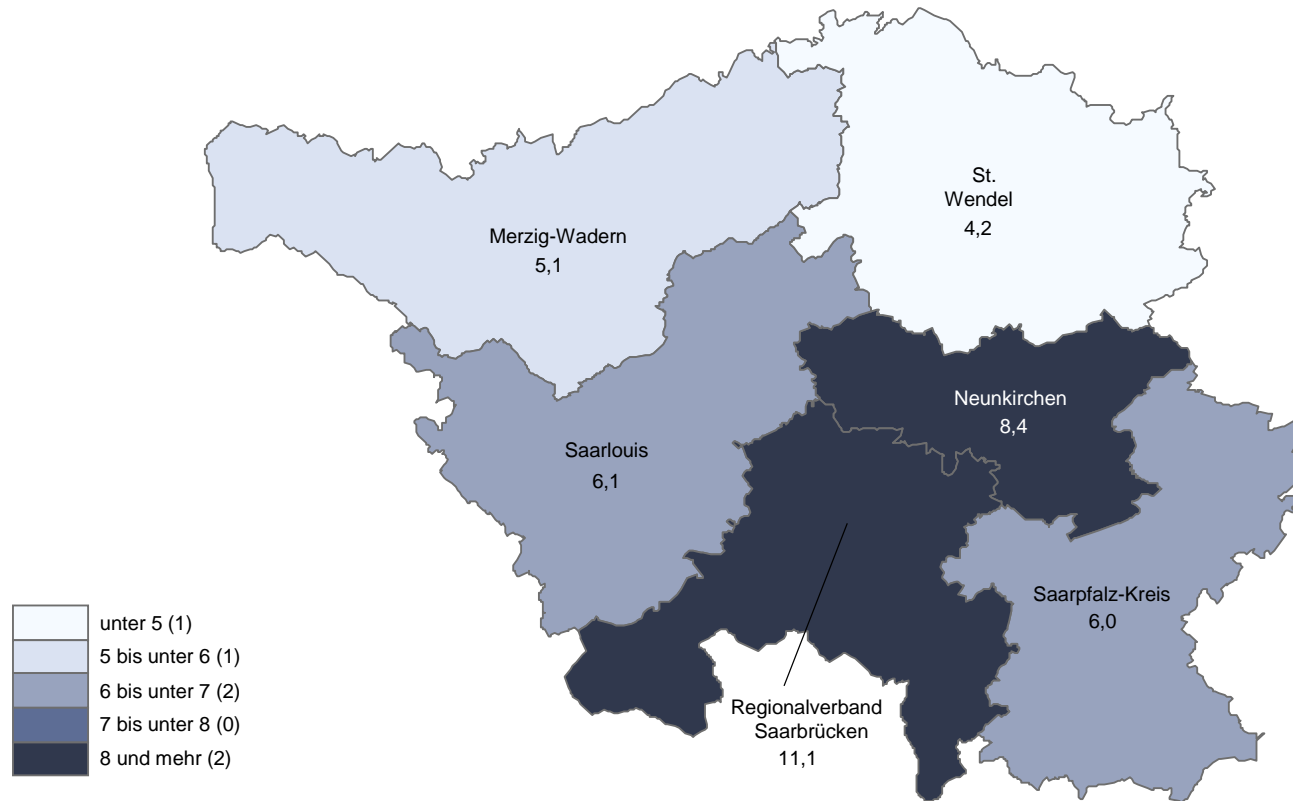 St.
Wendel
4,2
Merzig-Wadern
5,1
Neunkirchen
8,4
Saarlouis
6,1
Saarpfalz-Kreis
6,0
Regionalverband
Saarbrücken
11,1
unter 5 (1)
5 bis unter 6 (1)
6 bis unter 7 (2)
7 bis unter 8 (0)
8 und mehr (2)